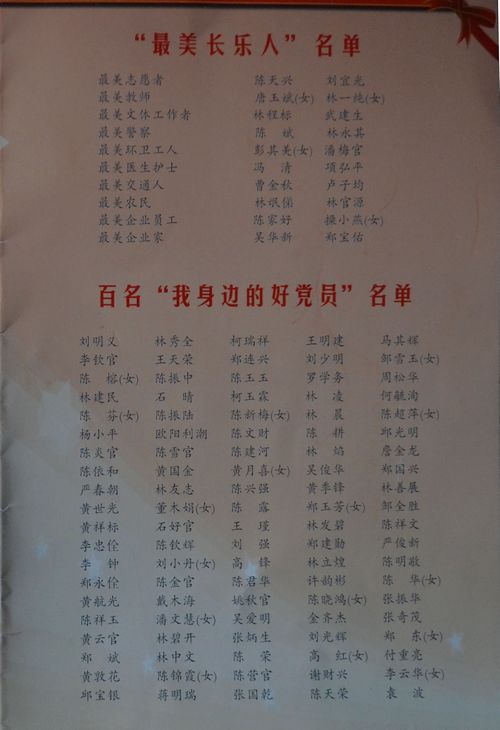 “最美长乐人”名单
最美志愿者 陈天兴 刘宜光
最美教师 唐玉斌(女) 林一纯(女)
最美文体工作者 林程标 武建生
最美警察 陈 斌 林永其
最美环卫工人 彭其美(女) 潘梅官
最美医生护士 冯 清 项弘平
最美交通人 曹金秋 卢子均
最美农民 林珉俤 林官源
最美企业员工 陈家好 操小燕(女)
最美企业家 吴华新 郑宝佑
百名“我身边的好党员”名单
刘明义 林秀全 柯瑞祥 王明建 马其辉
李钦官 王天荣 郑连兴 刘少明 邹雪玉(女)
陈 榕(女) 陈振中 陈玉玉 罗学务 周松华
林建民 石 晴 柯玉霖 林 凌 何毓洵
陈 芬(女) 陈振陆 陈新梅(女) 林 晨 陈超萍(女)
杨小平 欧阳利潮 陈文财 陈 耕 邱光明
陈炎官 陈雪官 陈建河 林 焰 詹金龙
陈依和 黄国金 黄月喜(女) 吴俊华 郑国兴
严春朝 林友志 陈兴强 黄季锋 林善展
黄世光 董木娟(女) 陈 露 郑玉芳(女) 邹全胜
黄祥标 石好官 王 瑾 林发碧 陈祥文
李忠佺 陈钦辉 刘 强 郑建勋 严俊新
李 钟 刘小丹(女) 高 锋 林立煌 陈明敬
郑永佺 陈金官 陈君华 许韵彬 陈 华(女)
黄航光 戴木海 姚秋官 陈晓鸿(女) 张振华
陈祥玉 潘文慧(女) 吴爱明 金齐杰 张奇茂
黄云官 林碧开 张炳生 刘光辉 郑 东(女)
郑 斌 林中文 陈 荣 高 红(女) 付重亮
黄敦花 陈锦霞(女) 陈营官 谢财兴 李云华(女)
邱宝银 蒋明瑞 张国乾 陈天荣 袁 波